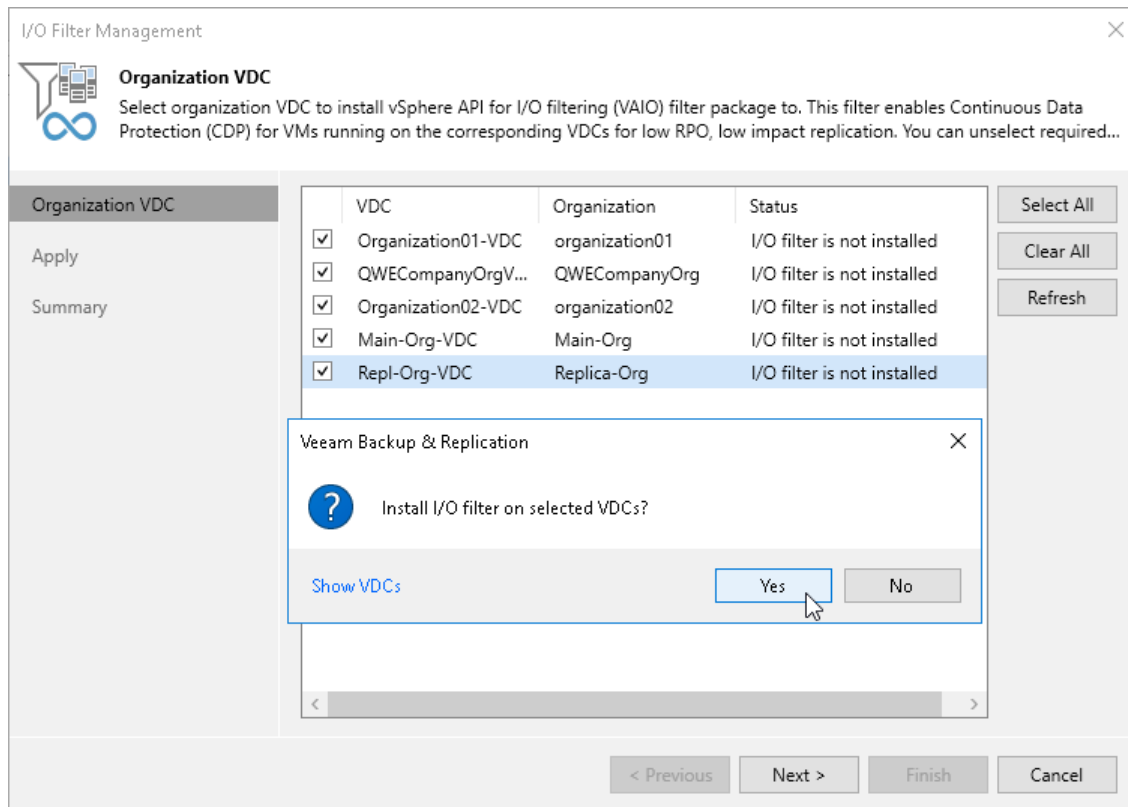 I/O Filter Management
Organization VDC
Select organization VDC to install vSphere API for I/O filtering (VAIO) filter package to. This filter enables Continuous Data
Protection (CDP) for VMs running on the corresponding VDCs for low RPO, low impact replication. You can unselect required...
Organization VDC
Apply
Summary
VDC Organization Status
Organization01-VDC organization01 I/O filter is not installed
QWECompanyOrgV... QWECompanyOrg I/O filter is not installed
Organization02-VDC organization02 I/O filter is not installed
Main-Org-VDC Main-Org I/O filter is not installed
Repl-Org-VDC Replica-Org I/O filter is not installed
Select All
Clear All
Refresh
Veeam Backup & Replication
Install I/O filter on selected VDCs?
Show VDCs Yes No
< Previous Next > Finish Cancel